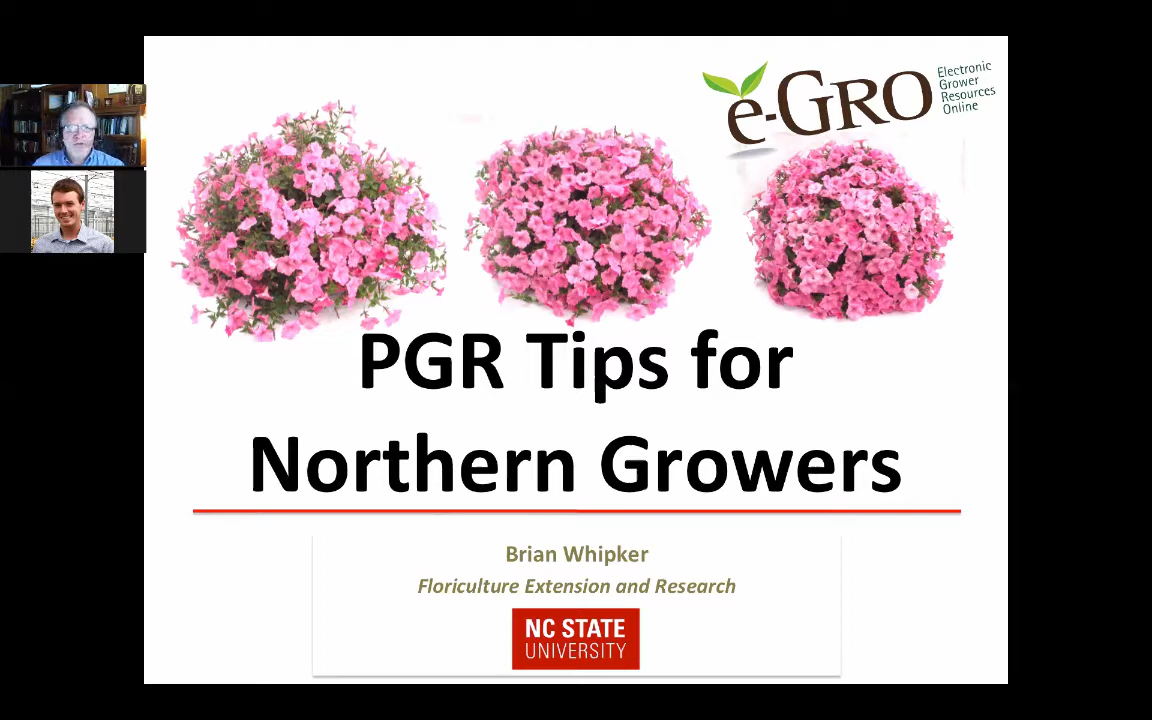 e-GRO
Electronic
Grower
Resources
Online
PGR Tips for
Northern Growers
Brian Whipker
Floriculture Extension and Research
NC STATE
UNIVERSITY